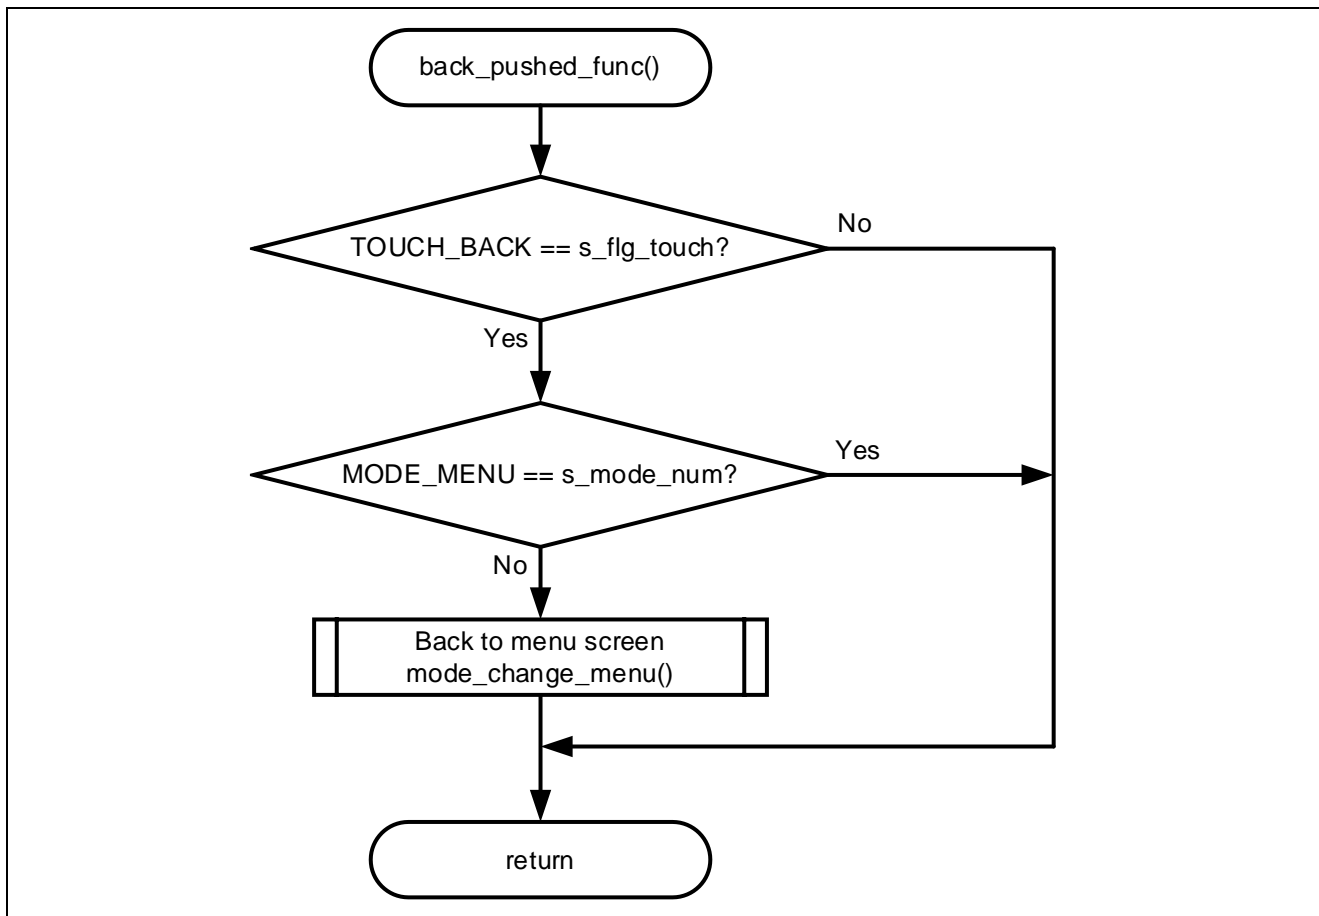 back_pushed_func()
TOUCH_BACK == s_flg_touch?
No
Yes
MODE_MENU == s_mode_num?
Yes
No
Back to menu screen
mode_change_menu()
return